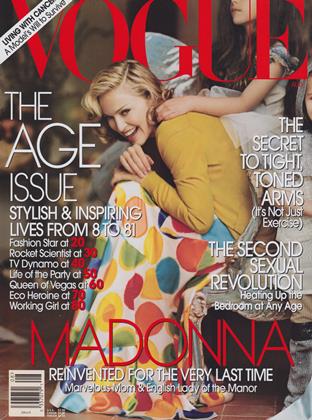 LIVING WITH CANCER
A Model's Will to Survive
VOGUE
THE
AGE
ISSUE
STYLISH & INSPIRING
LIVES FROM 8 TO 81
Fashion Star at 20
Rocket Scientist at 30
TV Dynamo at 40
Life of the Party at 50
Queen of Vegas at 60
Eco Heroine at 70
Working Girl at 80
THE
SECRET
TO TIGHT,
TONED
ARMS
(It's Not Just
Exercise)
THE SECOND
SEXUAL
REVOLUTION
Heating Up the
Bedroom at Any Age
MADONNA
REINVENTED FOR THE VERY LAST TIME
Marvelous Mom & English Lady of the Manor